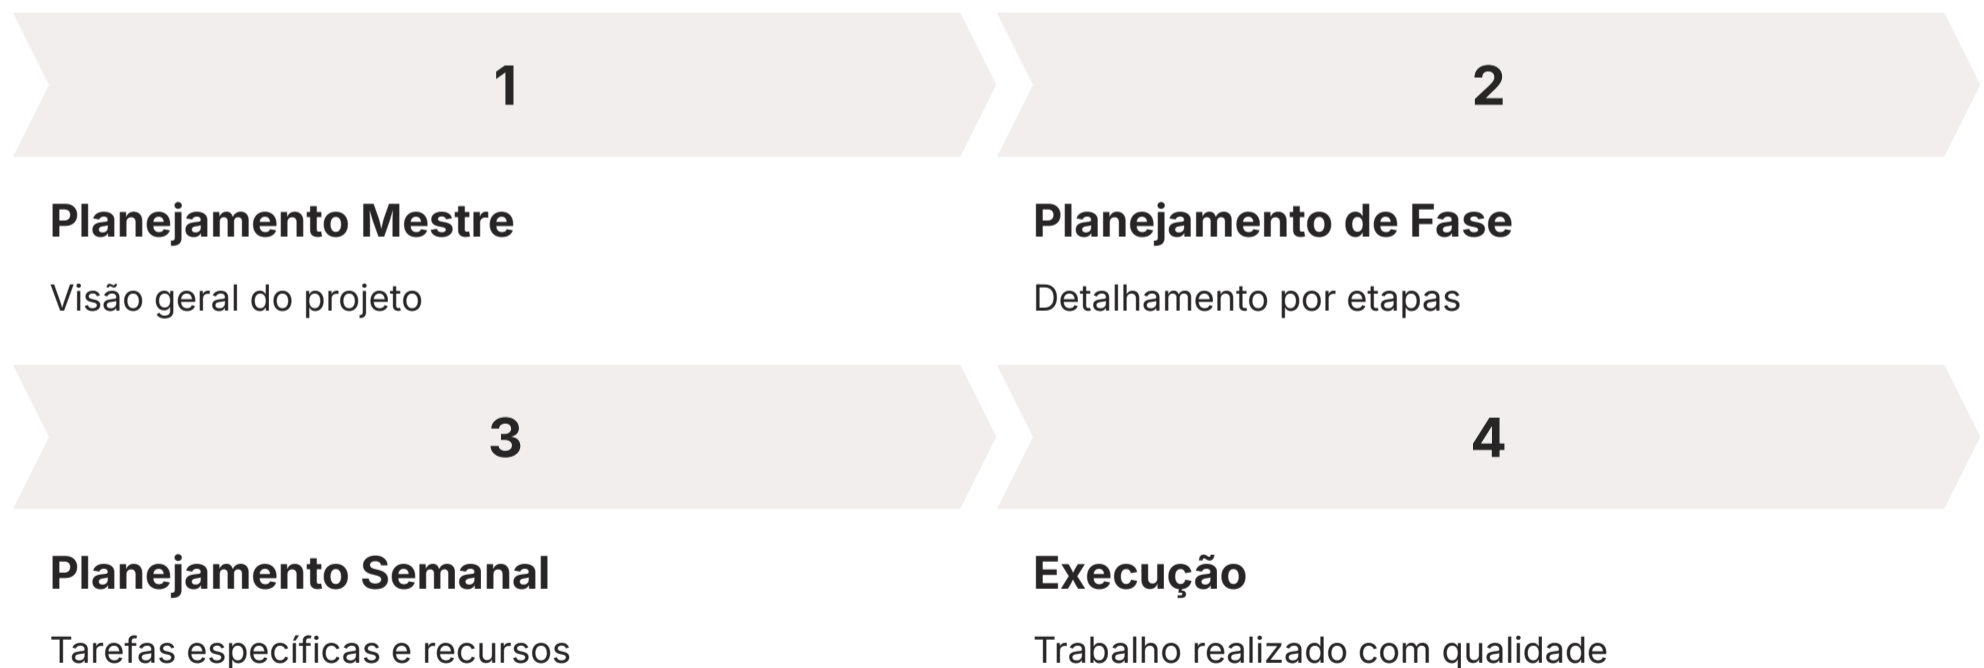 1
2
Planejamento Mestre
Visão geral do projeto
Planejamento de Fase
Detalhamento por etapas
3
4
Planejamento Semanal
Tarefas específicas e recursos
Execução
Trabalho realizado com qualidade